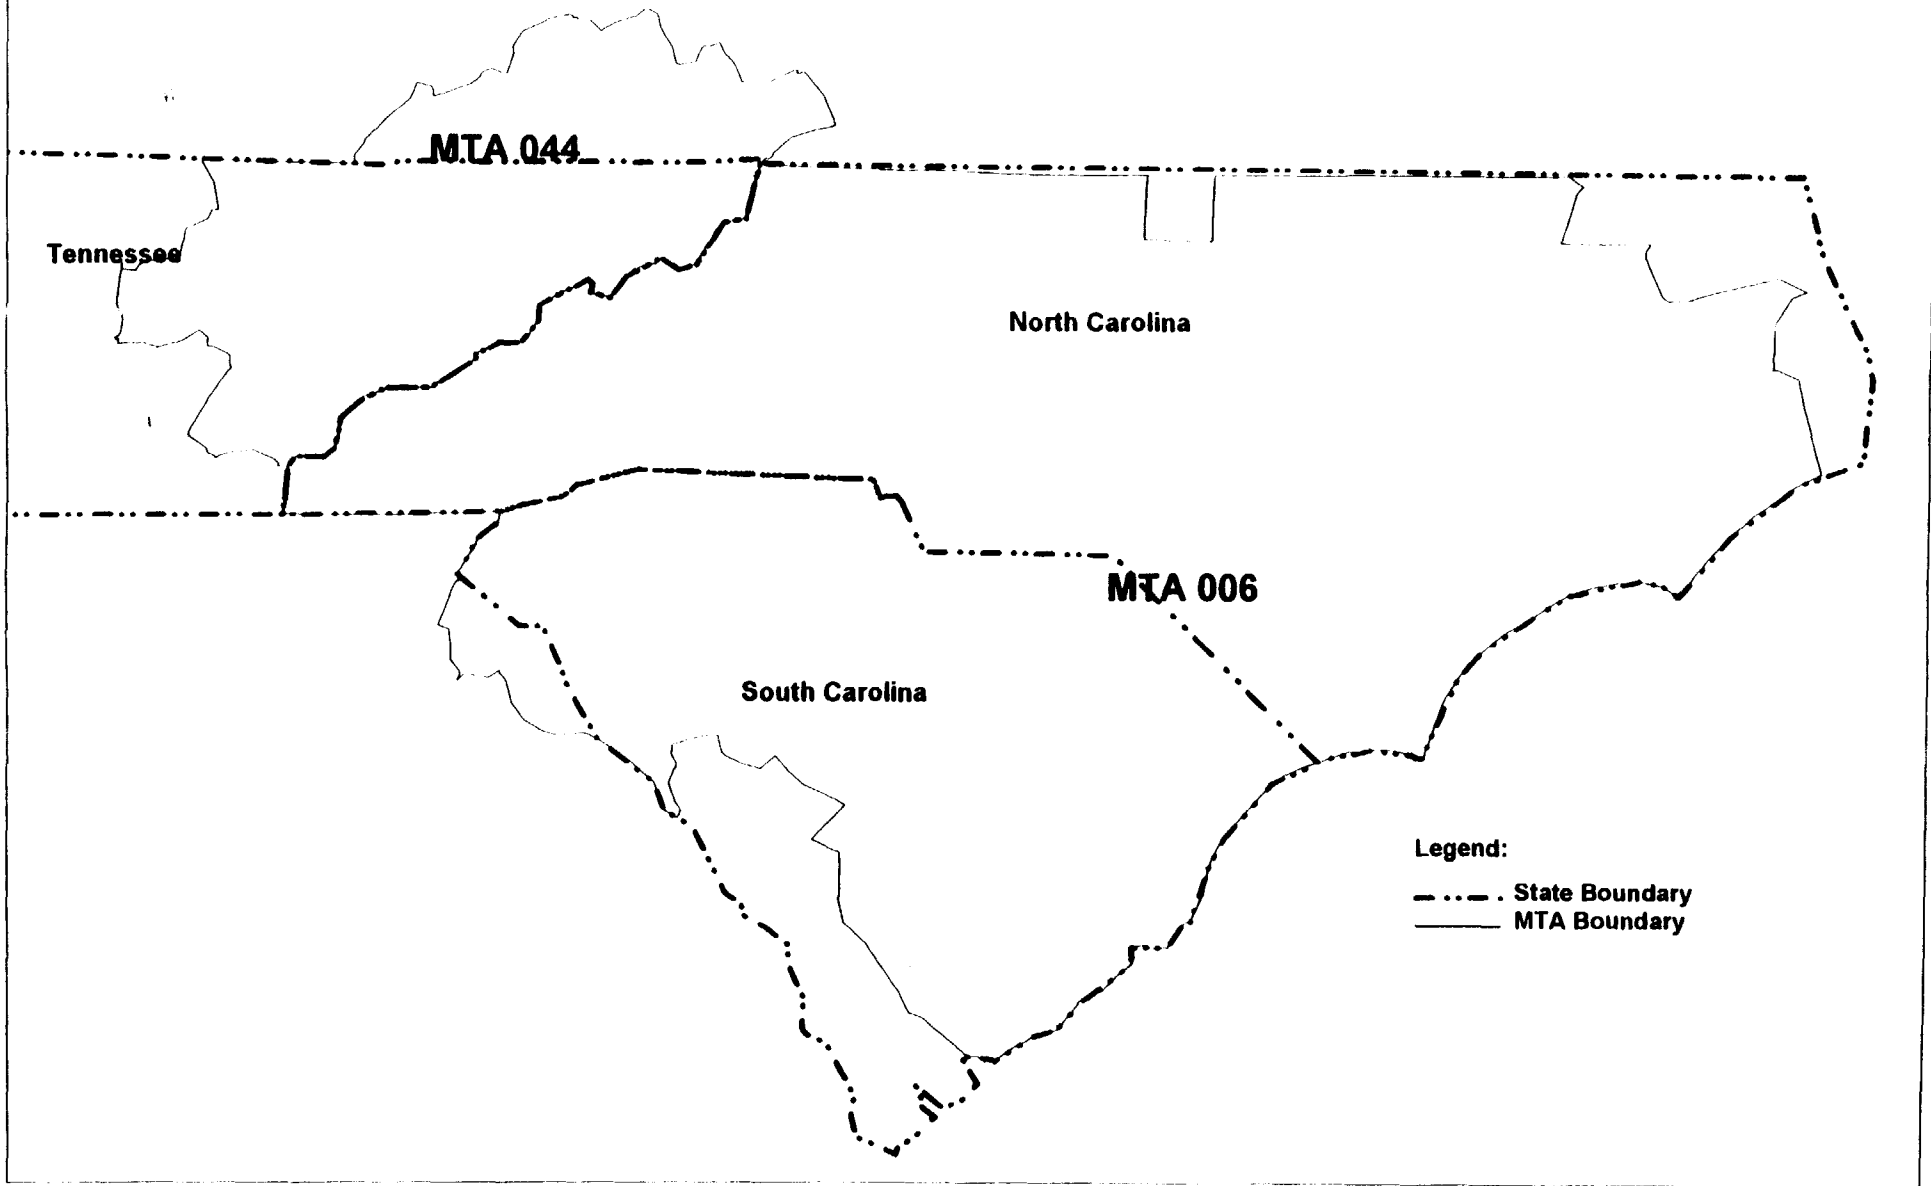 MTA 044
Tennessee
North Carolina
MTA 006
South Carolina
Legend:
State Boundary
MTA Boundary